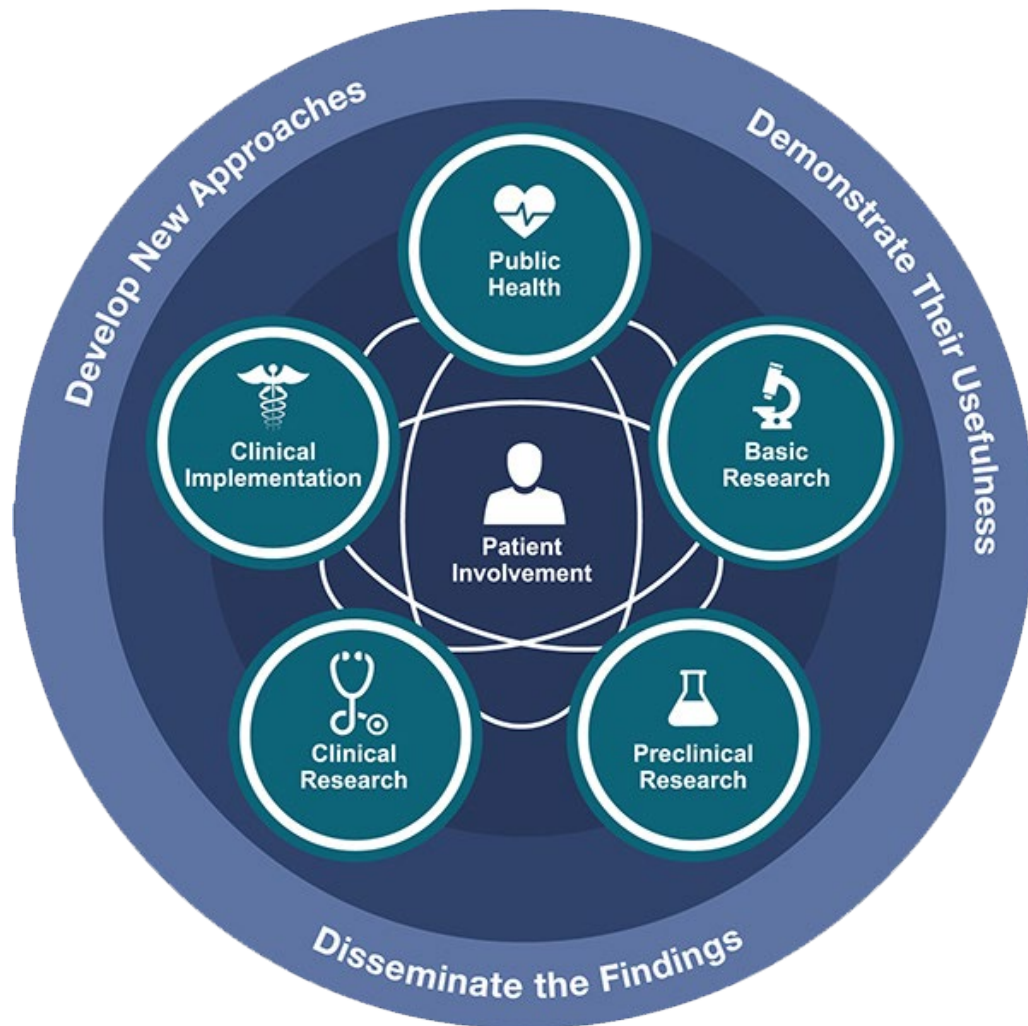 Develop New Approaches
Demonstrate Their Usefulness
Public
Health
Clinical
Implementation
Basic
Research
Patient
Involvement
Clinical
Research
Preclinical
Research
Disseminate the Findings